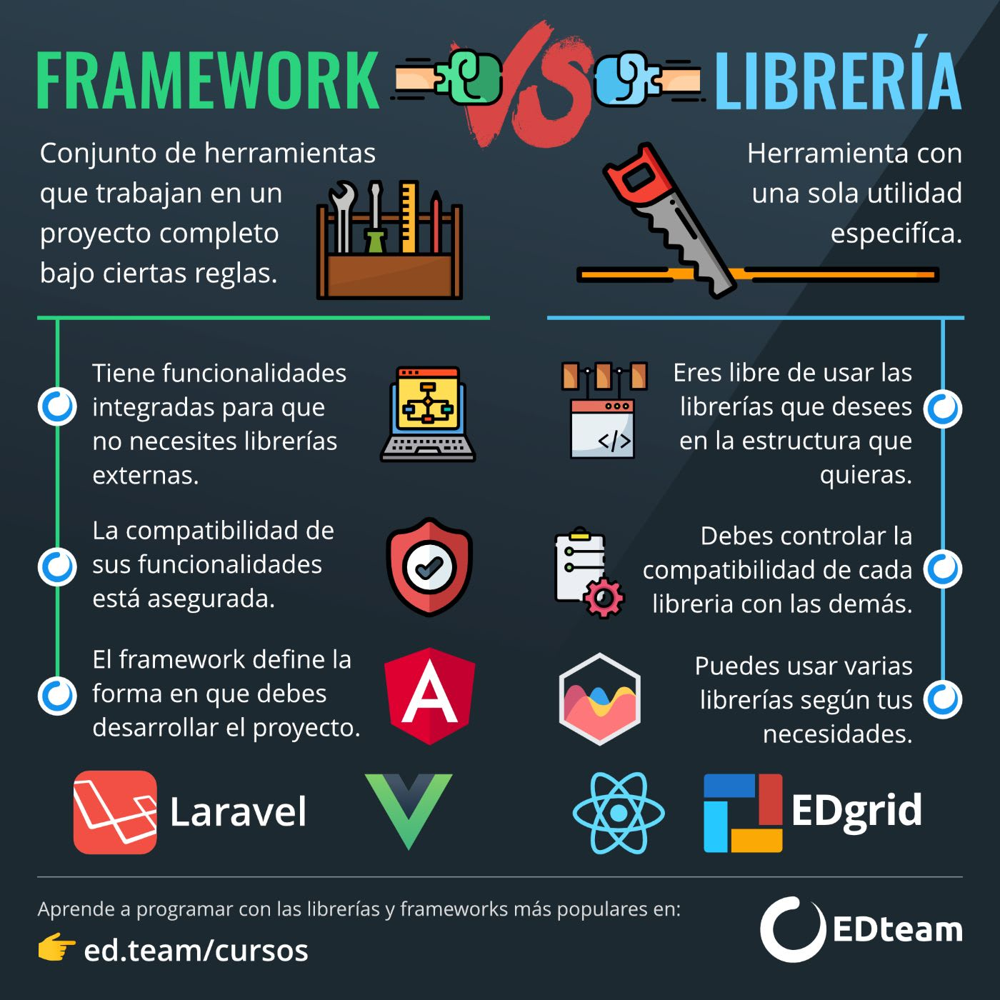 FRAMEWORK
VS
LIBRERÍA
Conjunto de herramientas
que trabajan en un
proyecto completo
bajo ciertas reglas.
Herramienta con
una sola utilidad
especifíca.
Tiene funcionalidades
integradas para que
no necesites librerías
externas.
Eres libre de usar las
librerías que desees
en la estructura que
quieras.
</>
La compatibilidad de
sus funcionalidades
está asegurada.
Debes controlar la
compatibilidad de cada
libreria con las demás.
El framework define la
forma en que debes
desarrollar el proyecto.
A
Puedes usar varias
librerías según tus
necesidades.
Laravel
EDgrid
Aprende a programar con las librerías y frameworks más populares en:
ed.team/cursos
EDteam